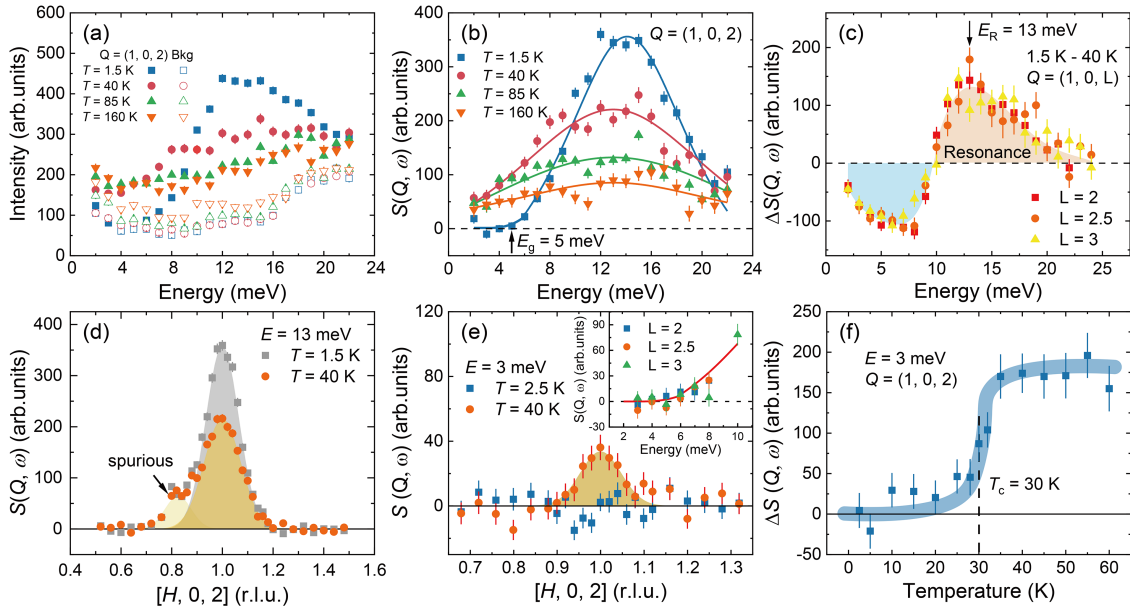 (a)
Q = (1, 0, 2) Bkg
T = 1.5 K
T = 40 K
T = 85 K
T = 160 K
Intensity (arb.units)
600
500
400
300
200
100
0
0 4 8 12 16 20 24
Energy (meV)
(b)
Q = (1, 0, 2)
T = 1.5 K
T = 40 K
T = 85 K
T = 160 K
S(Q, ω) (arb.units)
400
300
200
100
0
E_g = 5 meV
0 4 8 12 16 20 24
Energy (meV)
(c)
E_R = 13 meV
1.5 K - 40 K
Q = (1, 0, L)
ΔS(Q, ω) (arb.units)
200
100
0
-100
Resonance
L = 2
L = 2.5
L = 3
0 5 10 15 20 25
Energy (meV)
(d)
E = 13 meV
T = 1.5 K
T = 40 K
S(Q, ω) (arb.units)
400
300
200
100
0
spurious
0.4 0.6 0.8 1.0 1.2 1.4 1.6
[H, 0, 2] (r.l.u.)
(e)
E = 3 meV
T = 2.5 K
T = 40 K
S (Q, ω) (arb.units)
120
80
40
0
-40
S(Q, ω) (arb.units)
90
60
30
0
-30
L = 2
L = 2.5
L = 3
2 4 6 8 10
Energy (meV)
0.7 0.8 0.9 1.0 1.1 1.2 1.3
[H, 0, 2] (r.l.u.)
(f)
E = 3 meV
Q = (1, 0, 2)
ΔS (Q, ω) (arb.units)
250
200
150
100
50
0
-50
T_c = 30 K
0 10 20 30 40 50 60
Temperature (K)